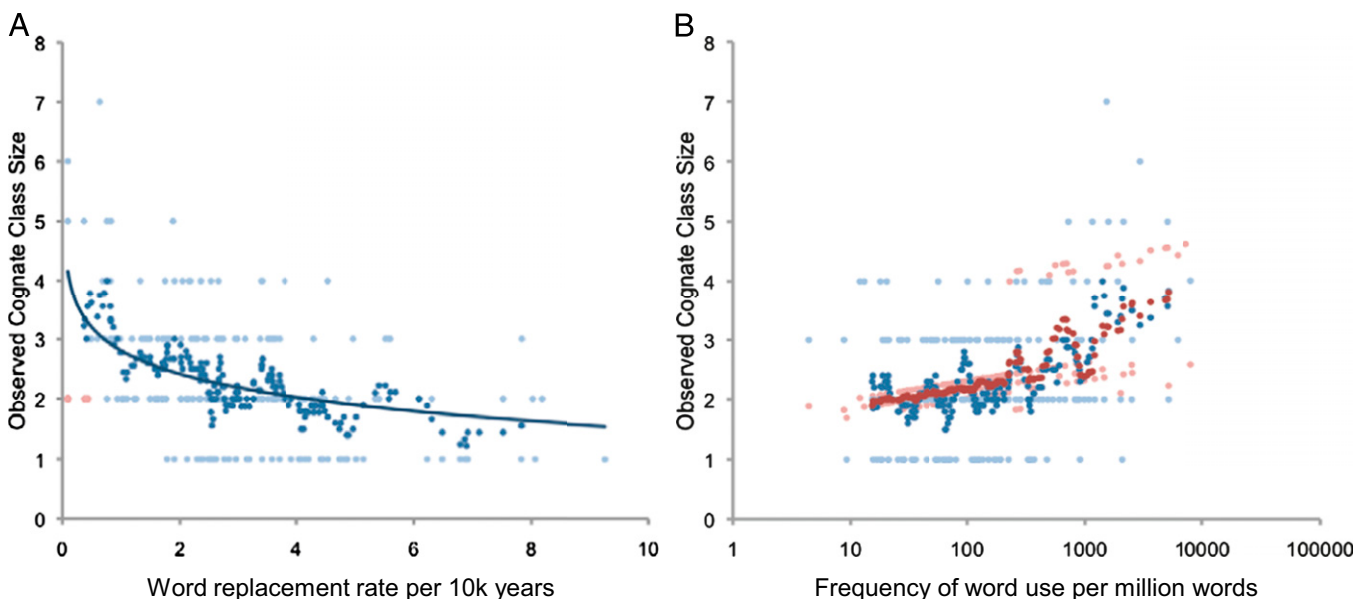 A
8
7
6
5
4
3
2
1
0
Observed Cognate Class Size
0 2 4 6 8 10
Word replacement rate per 10k years
B
8
7
6
5
4
3
2
1
0
Observed Cognate Class Size
1 10 100 1000 10000 100000
Frequency of word use per million words